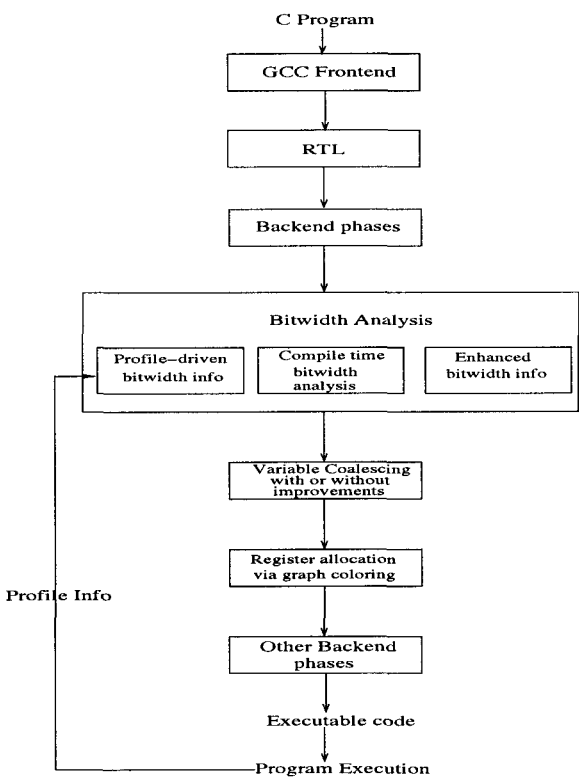 C Program
GCC Frontend
RTL
Backend phases
Bitwidth Analysis
Profile-driven
bitwidth info
Compile time
bitwidth
analysis
Enhanced
bitwidth info
Variable Coalescing
with or without
improvements
Register allocation
via graph coloring
Profile Info
Other Backend
phases
Executable code
Program Execution